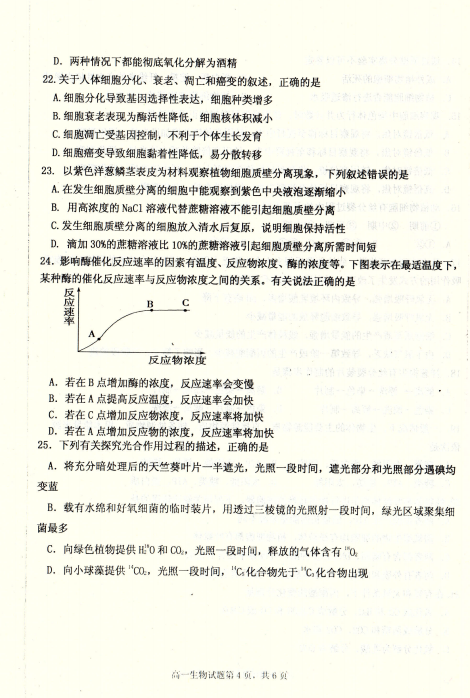 D．两种情况下都能彻底氧化分解为酒精
22.关于人体细胞分化、衰老、凋亡和癌变的叙述，正确的是
A.细胞分化导致基因选择性表达，细胞种类增多
B．细胞衰老表现为酶活性降低，细胞核体积减小
C.细胞凋亡受基因控制，不利于个体生长发育
D.细胞癌变导致细胞黏着性降低，易分散转移
23．以紫色洋葱鳞茎表皮为材料观察植物细胞质壁分离现象，下列叙述错误的是
A.在发生细胞质壁分离的细胞中能观察到紫色中央液泡逐渐缩小
B．用高浓度的NaCl溶液代替蔗糖溶液不能引起细胞质壁分离
C.发生细胞质壁分离的细胞放入清水后复原，说明细胞保持活性
D．滴加30%的蔗糖溶液比10%的蔗糖溶液引起细胞质壁分离所需时间短
24．影响酶催化反应速率的因素有温度、反应物浓度、酶的浓度等。下图表示在最适温度下，
某种酶的催化反应速率与反应物浓度之间的关系。有关说法正确的是
反应速率
A
B
C
反应物浓度
A．若在B点增加酶的浓度，反应速率会变慢
B．若在A点提高反应温度，反应速率会加快
C．若在C点增加反应物浓度，反应速率将加快
D．若在A点增加反应物的浓度，反应速率将加快
25．下列有关探究光合作用过程的描述，正确的是
A．将充分暗处理后的天竺葵叶片一半遮光，光照一段时间，遮光部分和光照部分遇碘均
变蓝
B．载有水绵和好氧细菌的临时装片，用透过三棱镜的光照射一段时间，绿光区域聚集细
菌最多
C．向绿色植物提供H₂¹⁸O和CO₂，光照一段时间，释放的气体含有¹⁸O₂
D．向小球藻提供¹⁴CO₂，光照一段时间，¹⁴C₅化合物先于¹⁴C₃化合物出现
高一生物试题第4页，共6页